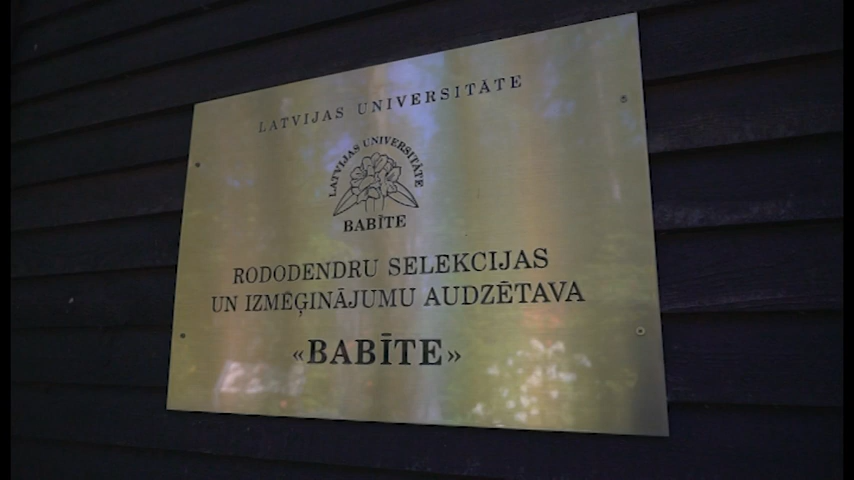 LATVIJAS UNIVERSITĀTE
LATVIJAS UNIVERSITĀTE
BABĪTE
RODODENDRU SELEKCIJAS
UN IZMĒĢINĀJUMU AUDZĒTAVA
«BABĪTE»